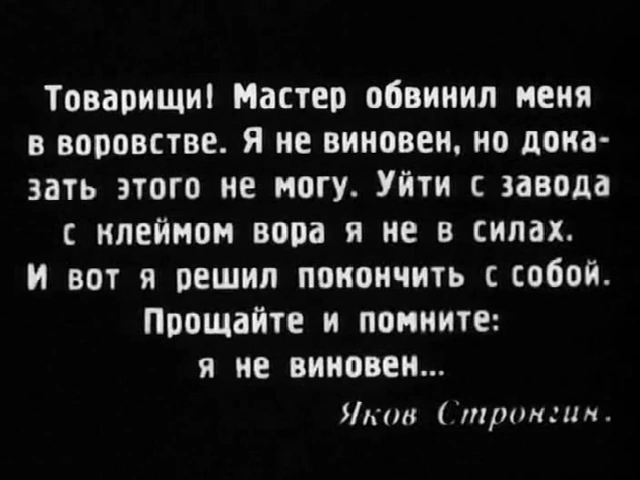 Товарищи! Мастер обвинил меня
в воровстве. Я не виновен, но дока-
зать этого не могу. Уйти с завода
с клеймом вора я не в силах.
И вот я решил покончить с собой.
Прощайте и помните:
я не виновен...
Яков Стронгин.